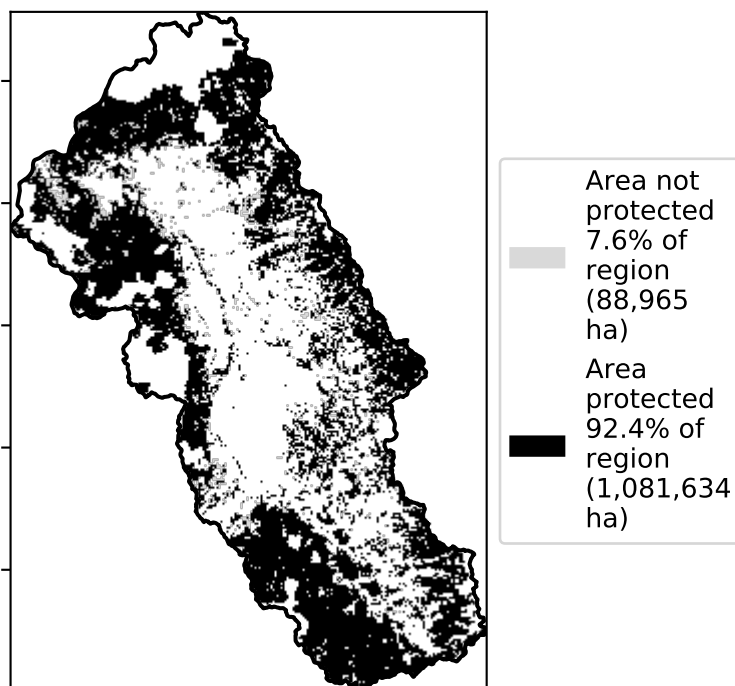 Area not
protected
7.6% of
region
(88,965
ha)
Area
protected
92.4% of
region
(1,081,634
ha)